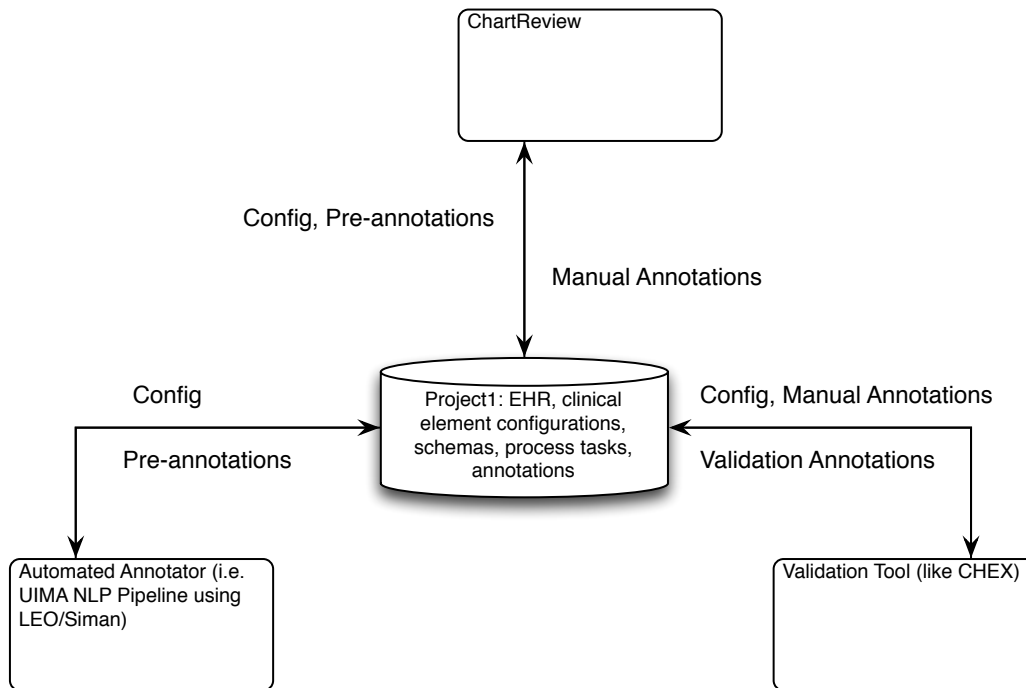 ChartReview
Config, Pre-annotations
Manual Annotations
Config
Pre-annotations
Project1: EHR, clinical
element configurations,
schemas, process tasks,
annotations
Config, Manual Annotations
Validation Annotations
Automated Annotator (i.e.
UIMA NLP Pipeline using
LEO/Siman)
Validation Tool (like CHEX)